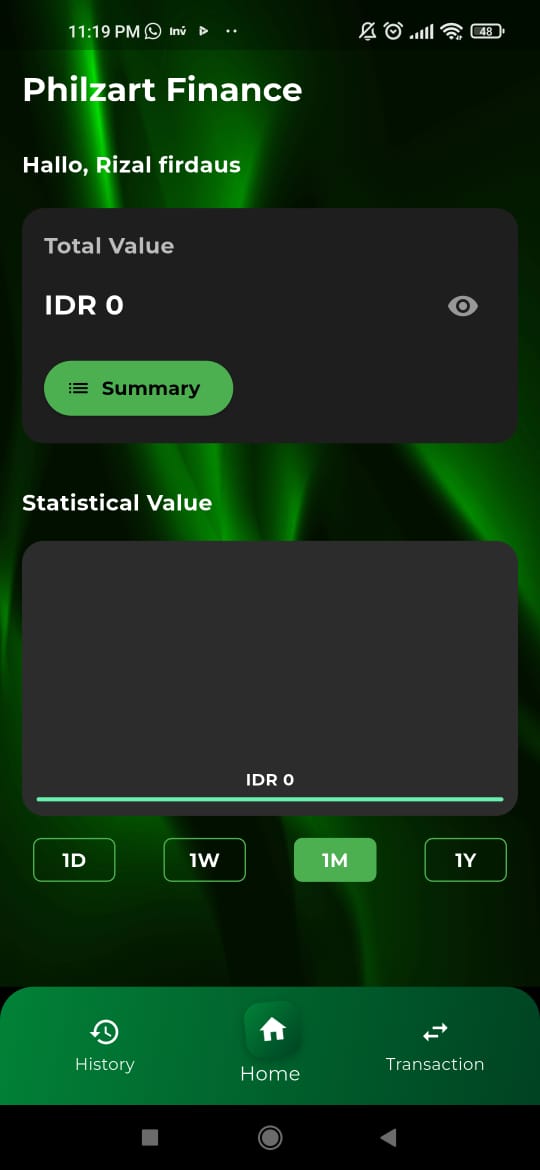 11:19 PM Inv 48
Philzart Finance
Hallo, Rizal firdaus
Total Value
IDR 0
Summary
Statistical Value
IDR 0
1D 1W 1M 1Y
History Home Transaction